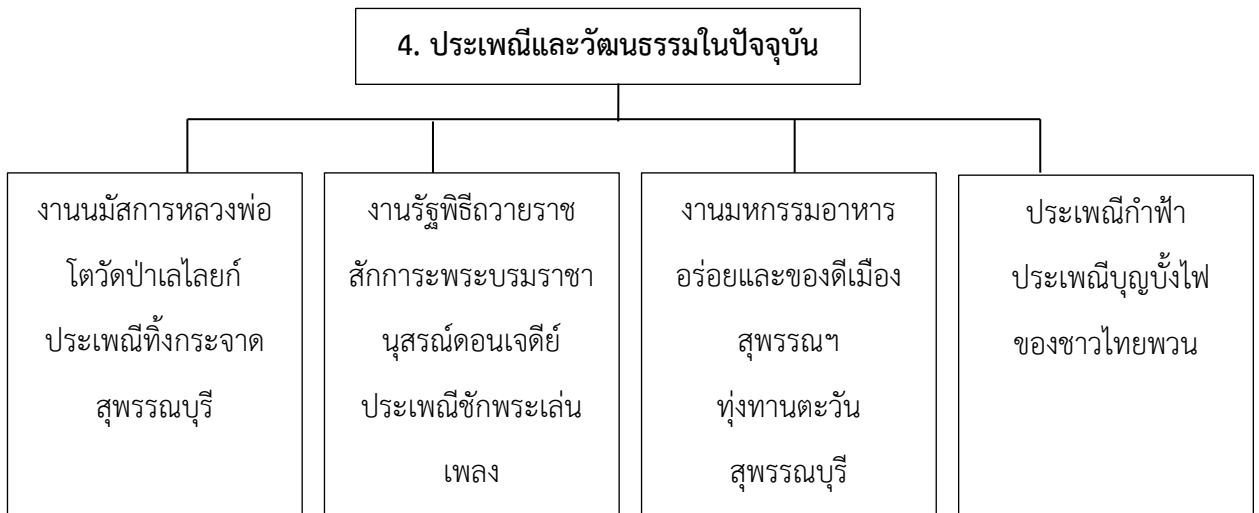 4. ประเพณีและวัฒนธรรมในปัจจุบัน
งานนมัสการหลวงพ่อ
โตวัดป่าเลไลยก์
ประเพณีทิ้งกระจาด
สุพรรณบุรี
งานรัฐพิธีถวายราช
สักการะพระบรมราชา
นุสรณ์ดอนเจดีย์
ประเพณีชักพระเล่น
เพลง
งานมหกรรมอาหาร
อร่อยและของดีเมือง
สุพรรณฯ
ทุ่งทานตะวัน
สุพรรณบุรี
ประเพณีกำฟ้า
ประเพณีบุญบั้งไฟ
ของชาวไทยพวน